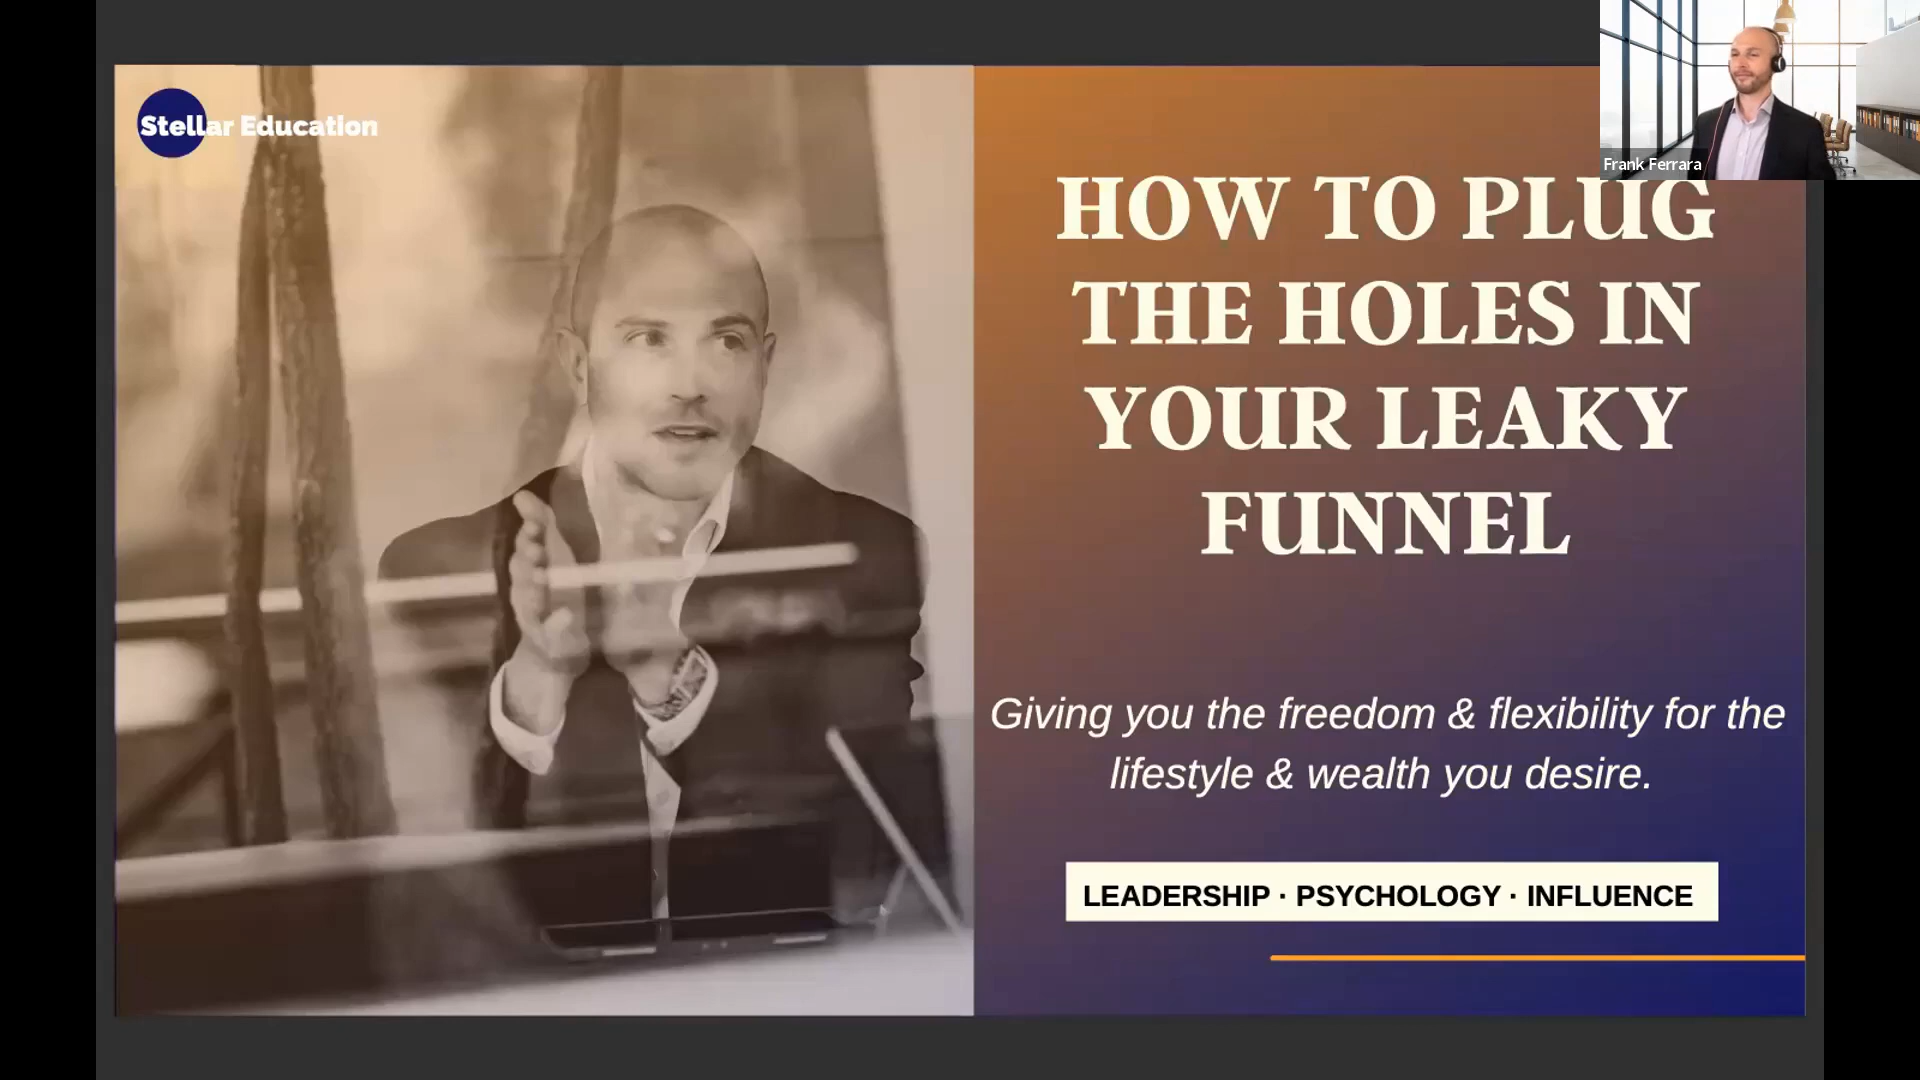 Stellar Education
Frank Ferrara
HOW TO PLUG
THE HOLES IN
YOUR LEAKY
FUNNEL
Giving you the freedom & flexibility for the
lifestyle & wealth you desire.
LEADERSHIP · PSYCHOLOGY · INFLUENCE